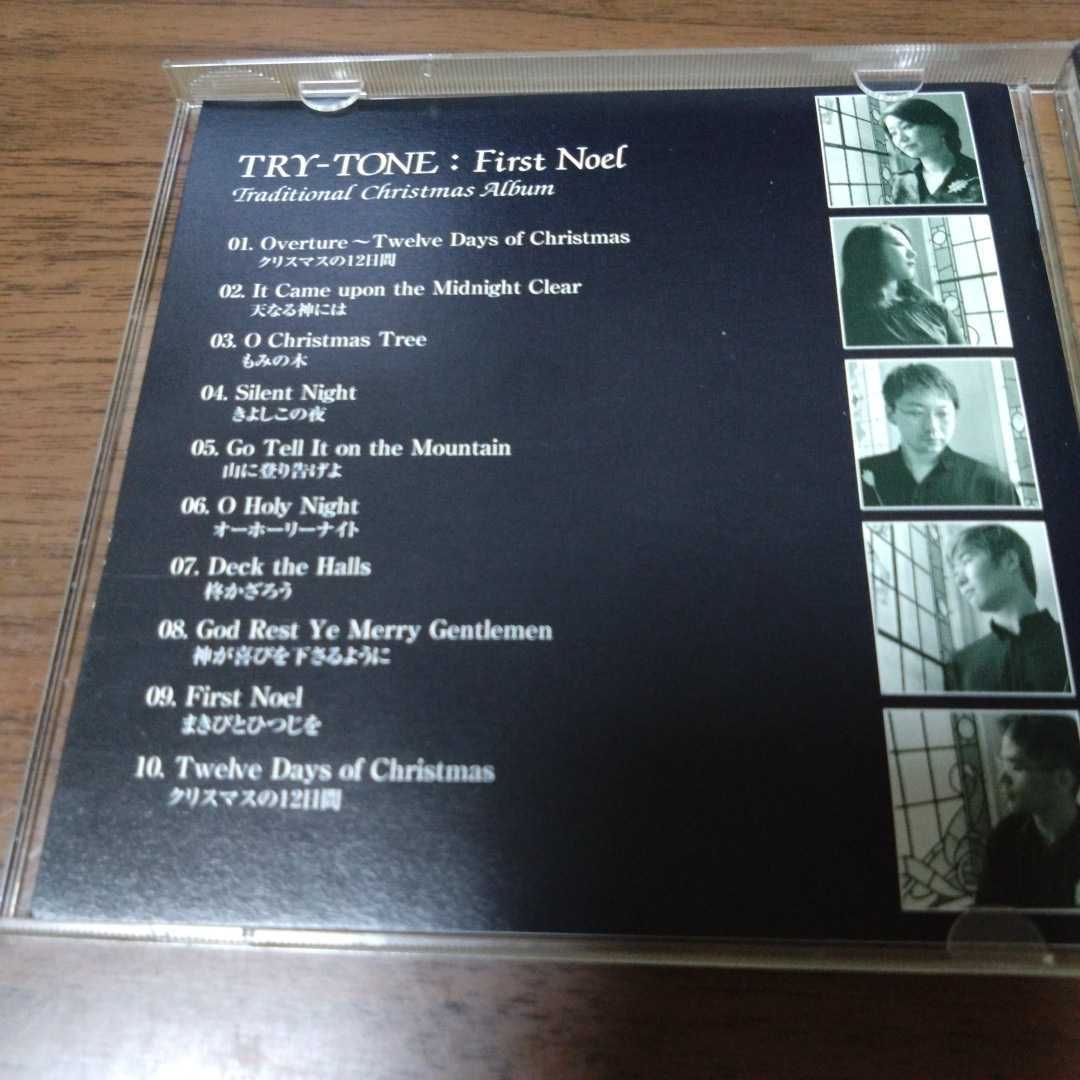 TRY-TONE : First Noel
Traditional Christmas Album
01. Overture～Twelve Days of Christmas
クリスマスの12日間
02. It Came upon the Midnight Clear
天なる神には
03. O Christmas Tree
もみの木
04. Silent Night
きよしこの夜
05. Go Tell It on the Mountain
山に登り告げよ
06. O Holy Night
オーホーリーナイト
07. Deck the Halls
柊かざろう
08. God Rest Ye Merry Gentlemen
神が喜びを下さるように
09. First Noel
まきびとひつじを
10. Twelve Days of Christmas
クリスマスの12日間